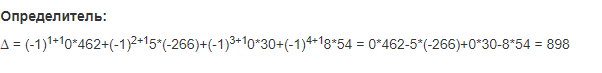 Определитель:
∆ = (-1)¹⁺¹0*462+(-1)²⁺¹5*(-266)+(-1)³⁺¹0*30+(-1)⁴⁺¹8*54 = 0*462-5*(-266)+0*30-8*54 = 898